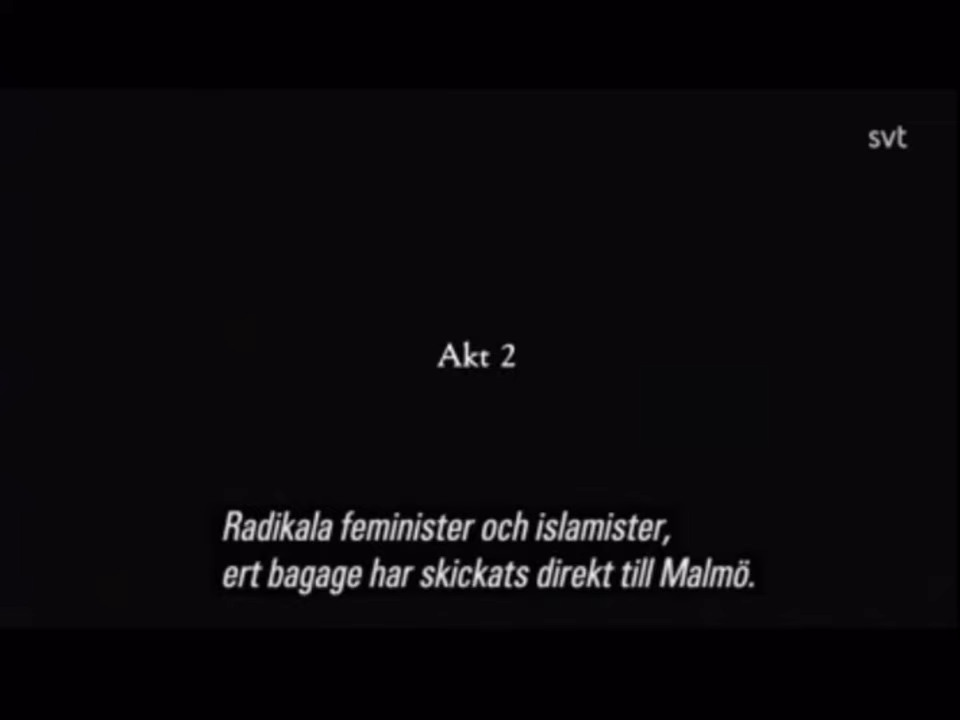 svt
Akt 2
Radikala feminister och islamister,
ert bagage har skickats direkt till Malmö.